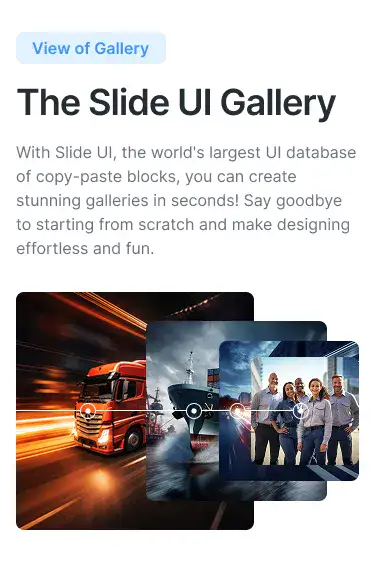 View of Gallery
The Slide UI Gallery
With Slide UI, the world's largest UI database
of copy-paste blocks, you can create
stunning galleries in seconds! Say goodbye
to starting from scratch and make designing
effortless and fun.